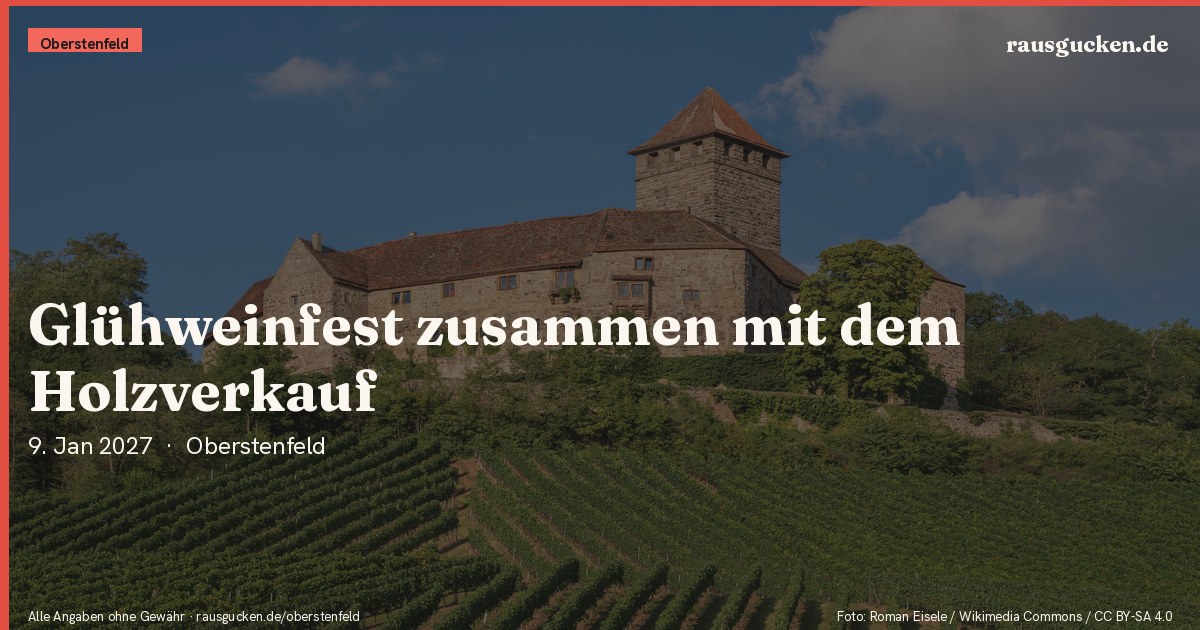 Oberstenfeld
rausgucken.de
Glühweinfest zusammen mit dem
Holzverkauf
9. Jan 2027 · Oberstenfeld
Alle Angaben ohne Gewähr · rausgucken.de/oberstenfeld
Foto: Roman Eisele / Wikimedia Commons / CC BY-SA 4.0